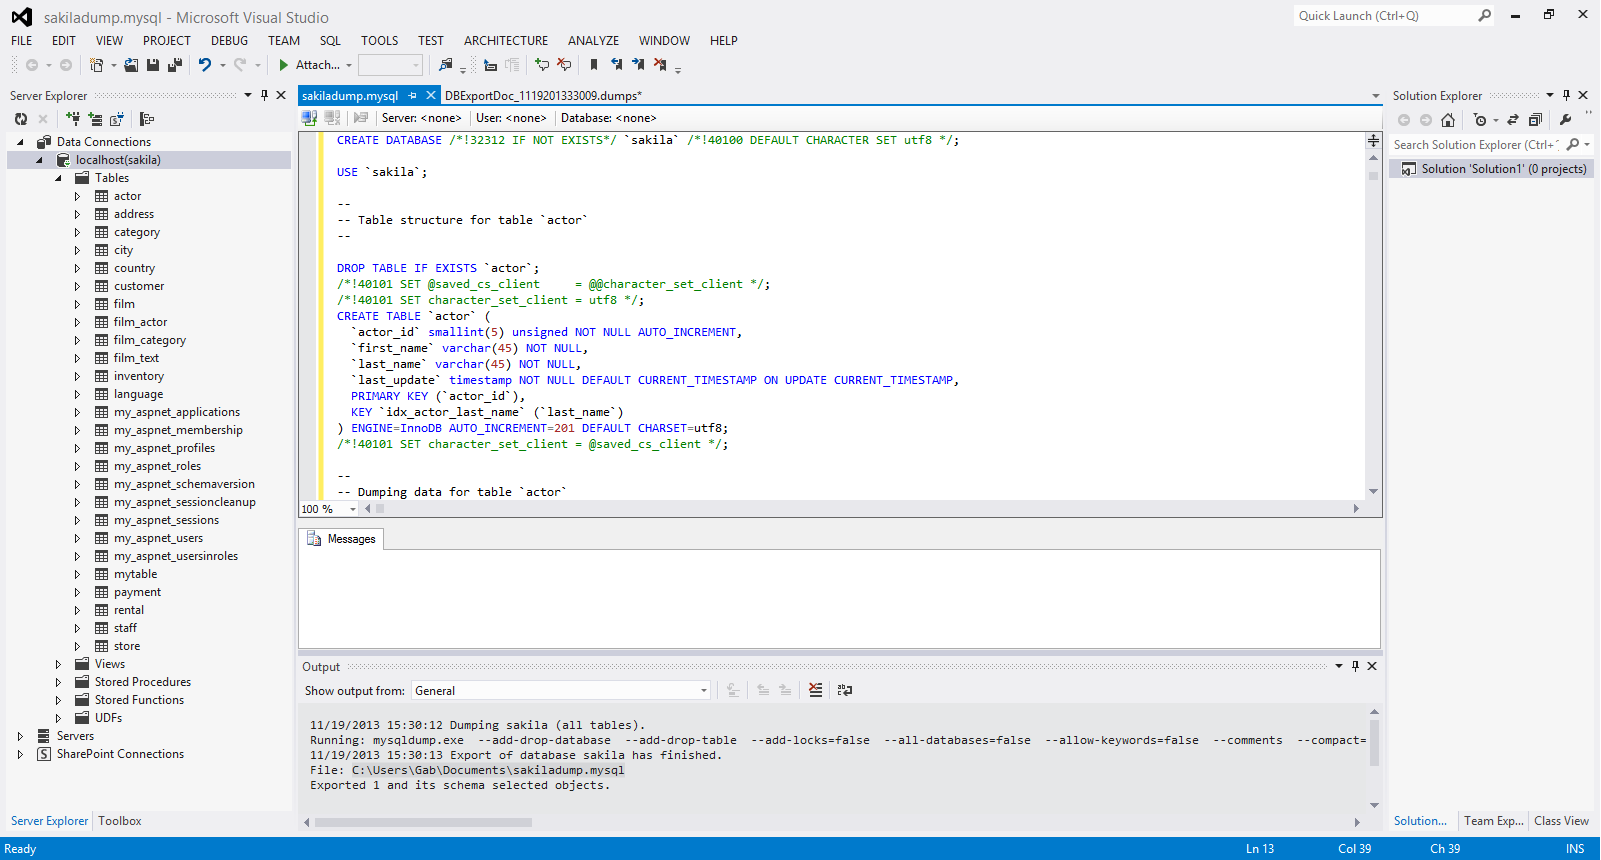 sakiladump.mysql - Microsoft Visual Studio
Quick Launch (Ctrl+Q)
FILE EDIT VIEW PROJECT DEBUG TEAM SQL TOOLS TEST ARCHITECTURE ANALYZE WINDOW HELP
Attach...
Server Explorer
Data Connections
localhost(sakila)
Tables
actor
address
category
city
country
customer
film
film_actor
film_category
film_text
inventory
language
my_aspnet_applications
my_aspnet_membership
my_aspnet_profiles
my_aspnet_roles
my_aspnet_schemaversion
my_aspnet_sessioncleanup
my_aspnet_sessions
my_aspnet_users
my_aspnet_usersinroles
mytable
payment
rental
staff
store
Views
Stored Procedures
Stored Functions
UDFs
Servers
SharePoint Connections
Server Explorer Toolbox
sakiladump.mysql DBExportDoc_1119201333009.dumps*
Server: <none> User: <none> Database: <none>
CREATE DATABASE /*!32312 IF NOT EXISTS*/ `sakila` /*!40100 DEFAULT CHARACTER SET utf8 */;
USE `sakila`;
--
-- Table structure for table `actor`
--
DROP TABLE IF EXISTS `actor`;
/*!40101 SET @saved_cs_client     = @@character_set_client */;
/*!40101 SET character_set_client = utf8 */;
CREATE TABLE `actor` (
`actor_id` smallint(5) unsigned NOT NULL AUTO_INCREMENT,
`first_name` varchar(45) NOT NULL,
`last_name` varchar(45) NOT NULL,
`last_update` timestamp NOT NULL DEFAULT CURRENT_TIMESTAMP ON UPDATE CURRENT_TIMESTAMP,
PRIMARY KEY (`actor_id`),
KEY `idx_actor_last_name` (`last_name`)
) ENGINE=InnoDB AUTO_INCREMENT=201 DEFAULT CHARSET=utf8;
/*!40101 SET character_set_client = @saved_cs_client */;
--
-- Dumping data for table `actor`
100 %
Messages
Output
Show output from: General
11/19/2013 15:30:12 Dumping sakila (all tables).
Running: mysqldump.exe  --add-drop-database  --add-drop-table  --add-locks=false  --all-databases=false  --allow-keywords=false  --comments  --compact=
11/19/2013 15:30:13 Export of database sakila has finished.
File: C:\Users\Gab\Documents\sakiladump.mysql
Exported 1 and its schema selected objects.
Solution Explorer
Search Solution Explorer (Ctrl+
Solution 'Solution1' (0 projects)
Solution... Team Exp... Class View
Ready Ln 13 Col 39 Ch 39 INS